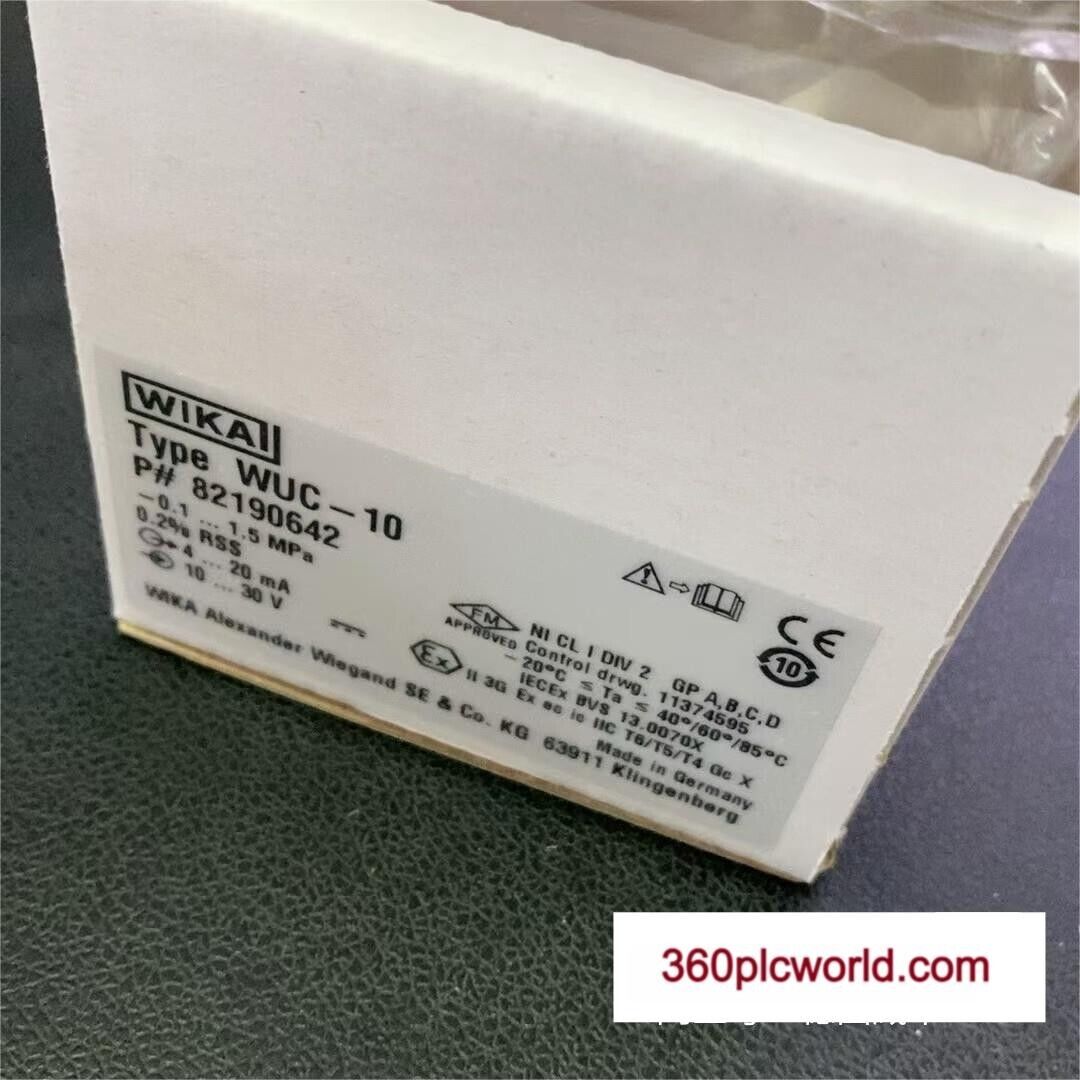 WIKA
Type WUC-10
P# 82190642
-0.1 ... 1.5 MPa
0.2% RSS
4 ... 20 mA
10 ... 30 V
WIKA Alexander Wiegand SE & Co. KG 63911 Klingenberg
FM
APPROVED
NI CL I DIV 2 GP A,B,C,D
Control drwg. 11374595
-20°C ≤ Ta ≤ 40°/60°/85°C
IECEx BVS 13.0070X
Ex II 3G Ex ec ic IIC T6/T5/T4 Gc X
Made in Germany
CE
10
360plcworld.com